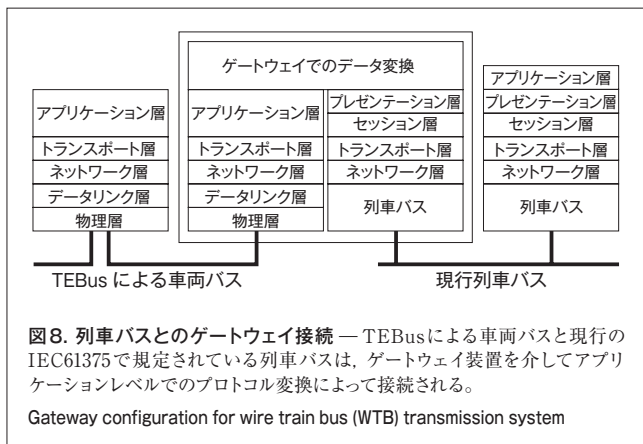 ゲートウェイでのデータ変換
アプリケーション層
トランスポート層
ネットワーク層
データリンク層
物理層
アプリケーション層
トランスポート層
ネットワーク層
データリンク層
物理層
プレゼンテーション層
セッション層
トランスポート層
ネットワーク層
列車バス
アプリケーション層
プレゼンテーション層
セッション層
トランスポート層
ネットワーク層
列車バス
TEBus による車両バス
現行列車バス
図8. 列車バスとのゲートウェイ接続 — TEBusによる車両バスと現行の
IEC61375で規定されている列車バスは，ゲートウェイ装置を介してアプリ
ケーションレベルでのプロトコル変換によって接続される。
Gateway configuration for wire train bus (WTB) transmission system